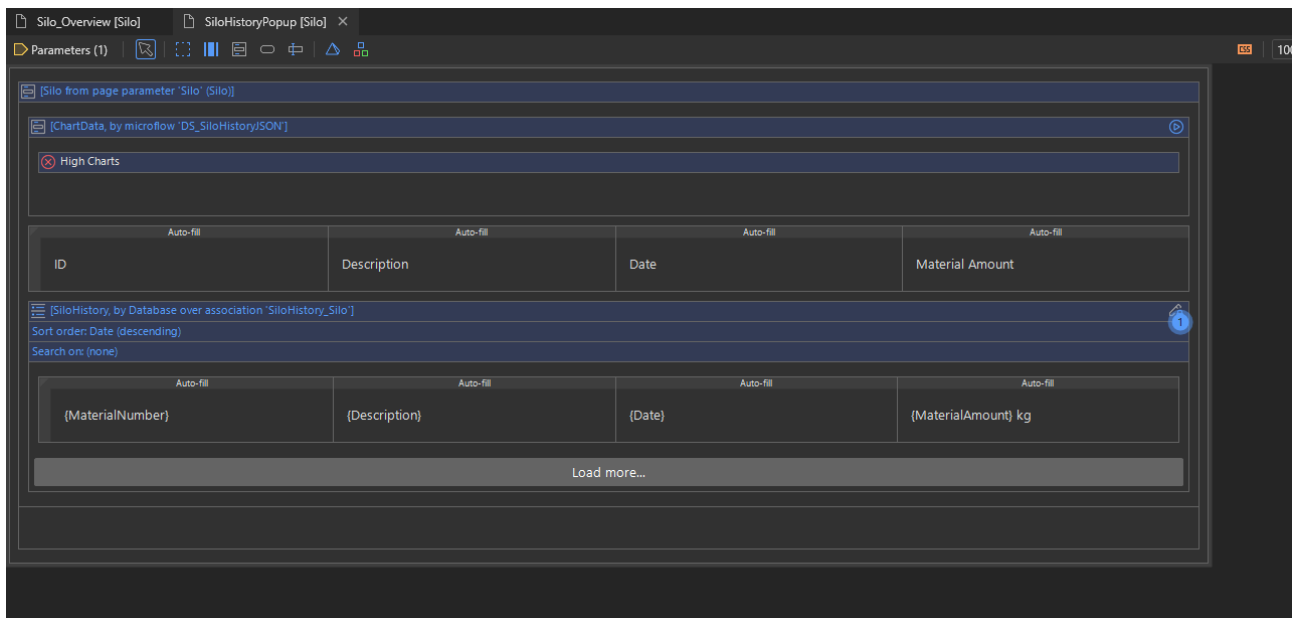 Silo_Overview [Silo] SiloHistoryPopup [Silo]
Parameters (1) CSS 100
[Silo from page parameter 'Silo' (Silo)]
[ChartData, by microflow 'DS_SiloHistoryJSON']
High Charts
Auto-fill Auto-fill Auto-fill Auto-fill
ID Description Date Material Amount
[SiloHistory, by Database over association 'SiloHistory_Silo']
1
Sort order: Date (descending)
Search on: (none)
Auto-fill Auto-fill Auto-fill Auto-fill
{MaterialNumber} {Description} {Date} {MaterialAmount} kg
Load more...